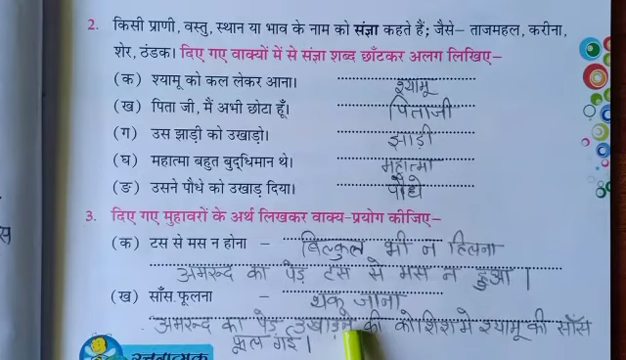 2. किसी प्राणी, वस्तु, स्थान या भाव के नाम को संज्ञा कहते हैं; जैसे– ताजमहल, करीना,
शेर, ठंडक। दिए गए वाक्यों में से संज्ञा शब्द छाँटकर अलग लिखिए–
(क) श्यामू को कल लेकर आना। श्यामू
(ख) पिता जी, मैं अभी छोटा हूँ। पिताजी
(ग) उस झाड़ी को उखाड़ो। झाड़ी
(घ) महात्मा बहुत बुद्धिमान थे। महात्मा
(ङ) उसने पौधे को उखाड़ दिया। पौधे
3. दिए गए मुहावरों के अर्थ लिखकर वाक्य-प्रयोग कीजिए–
(क) टस से मस न होना – बिल्कुल भी न हिलना
अमरूद का पेड़ टस से मस न हुआ।
(ख) साँस फूलना – थक जाना
अमरूद का पेड़ उखाड़ने की कोशिश मे श्यामू की साँस
फूल गई।
रचनात्मक